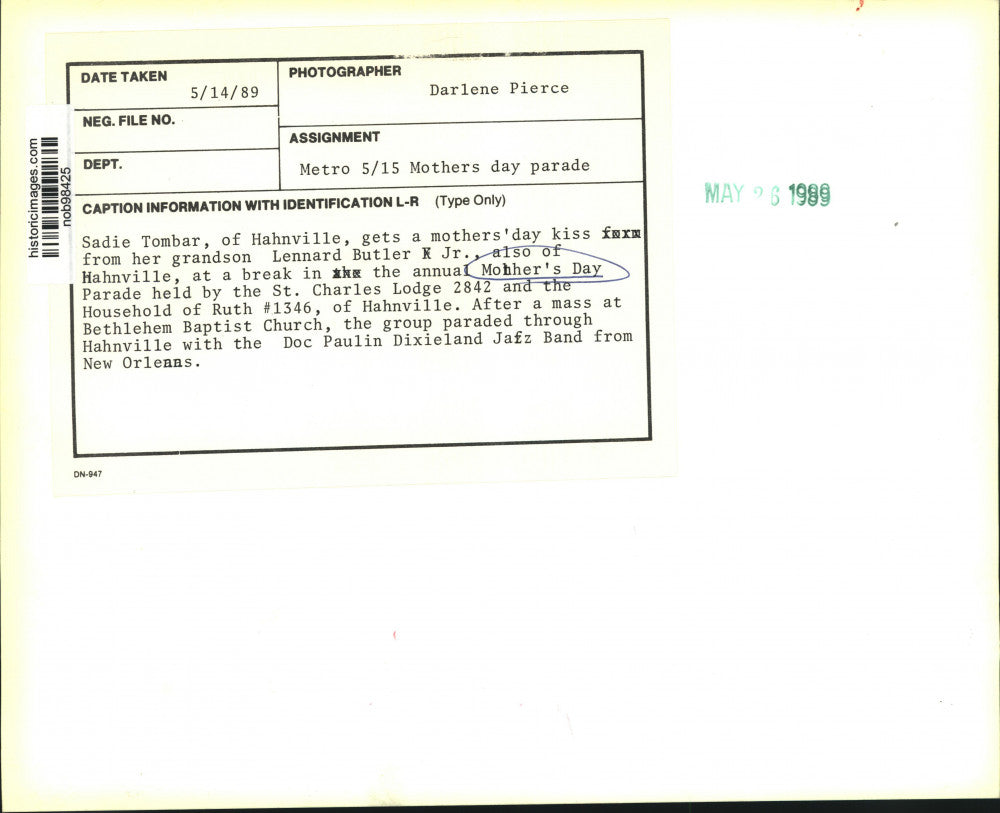 DATE TAKEN
5/14/89
PHOTOGRAPHER
Darlene Pierce
NEG. FILE NO.
ASSIGNMENT
Metro 5/15 Mothers day parade
DEPT.
CAPTION INFORMATION WITH IDENTIFICATION L-R (Type Only)
Sadie Tombar, of Hahnville, gets a mothers'day kiss
from her grandson Lennard Butler Jr., also of
Hahnville, at a break in the annual Mother's Day
Parade held by the St. Charles Lodge 2842 and the
Household of Ruth #1346, of Hahnville. After a mass at
Bethlehem Baptist Church, the group paraded through
Hahnville with the Doc Paulin Dixieland Jazz Band from
New Orleans.
DN-947
historicimages.com
nob98425
MAY 26 1989